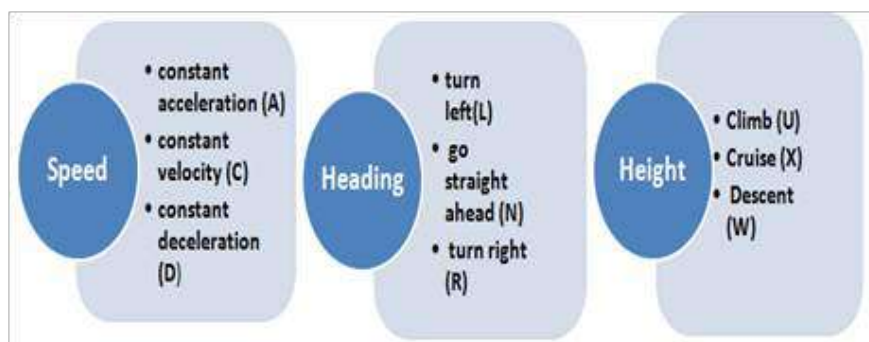 Speed
• constant
acceleration (A)
• constant
velocity (C)
• constant
deceleration
(D)
Heading
• turn
left(L)
• go
straight
ahead (N)
• turn right
(R)
Height
• Climb (U)
• Cruise (X)
• Descent
(W)